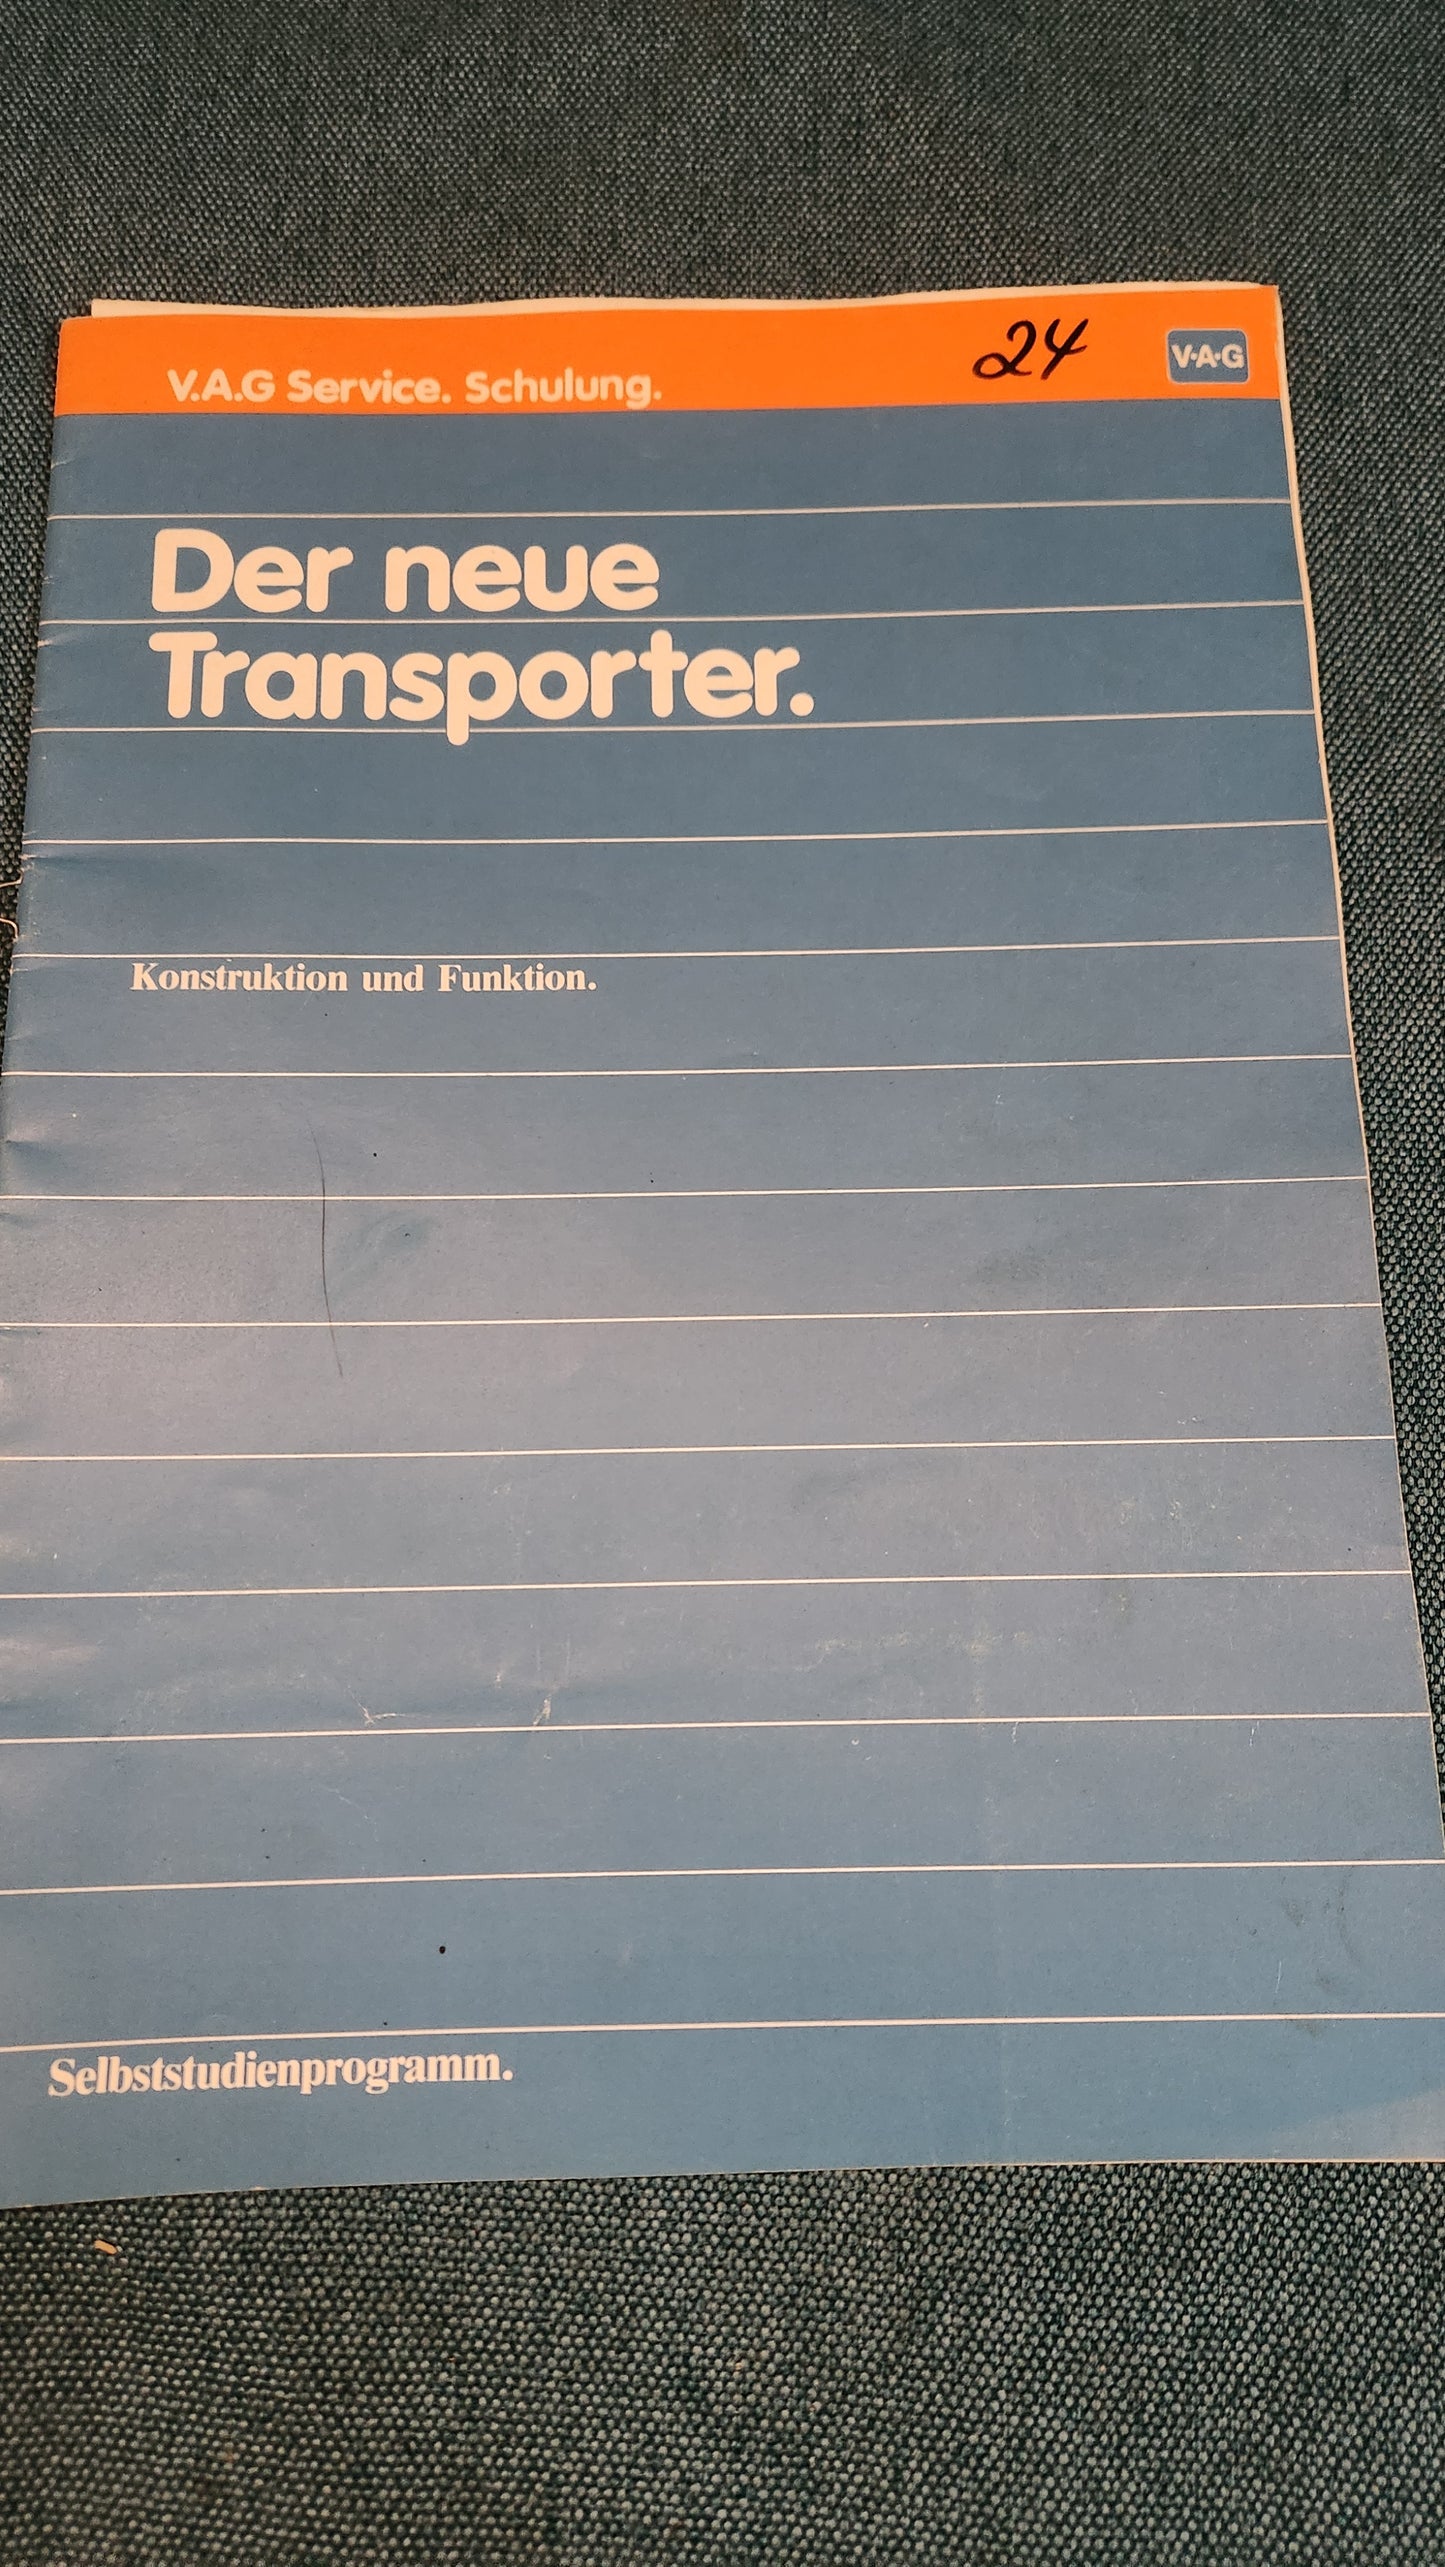 V.A.G Service. Schulung.
24
V·A·G
Der neue
Transporter.
Konstruktion und Funktion.
Selbststudienprogramm.